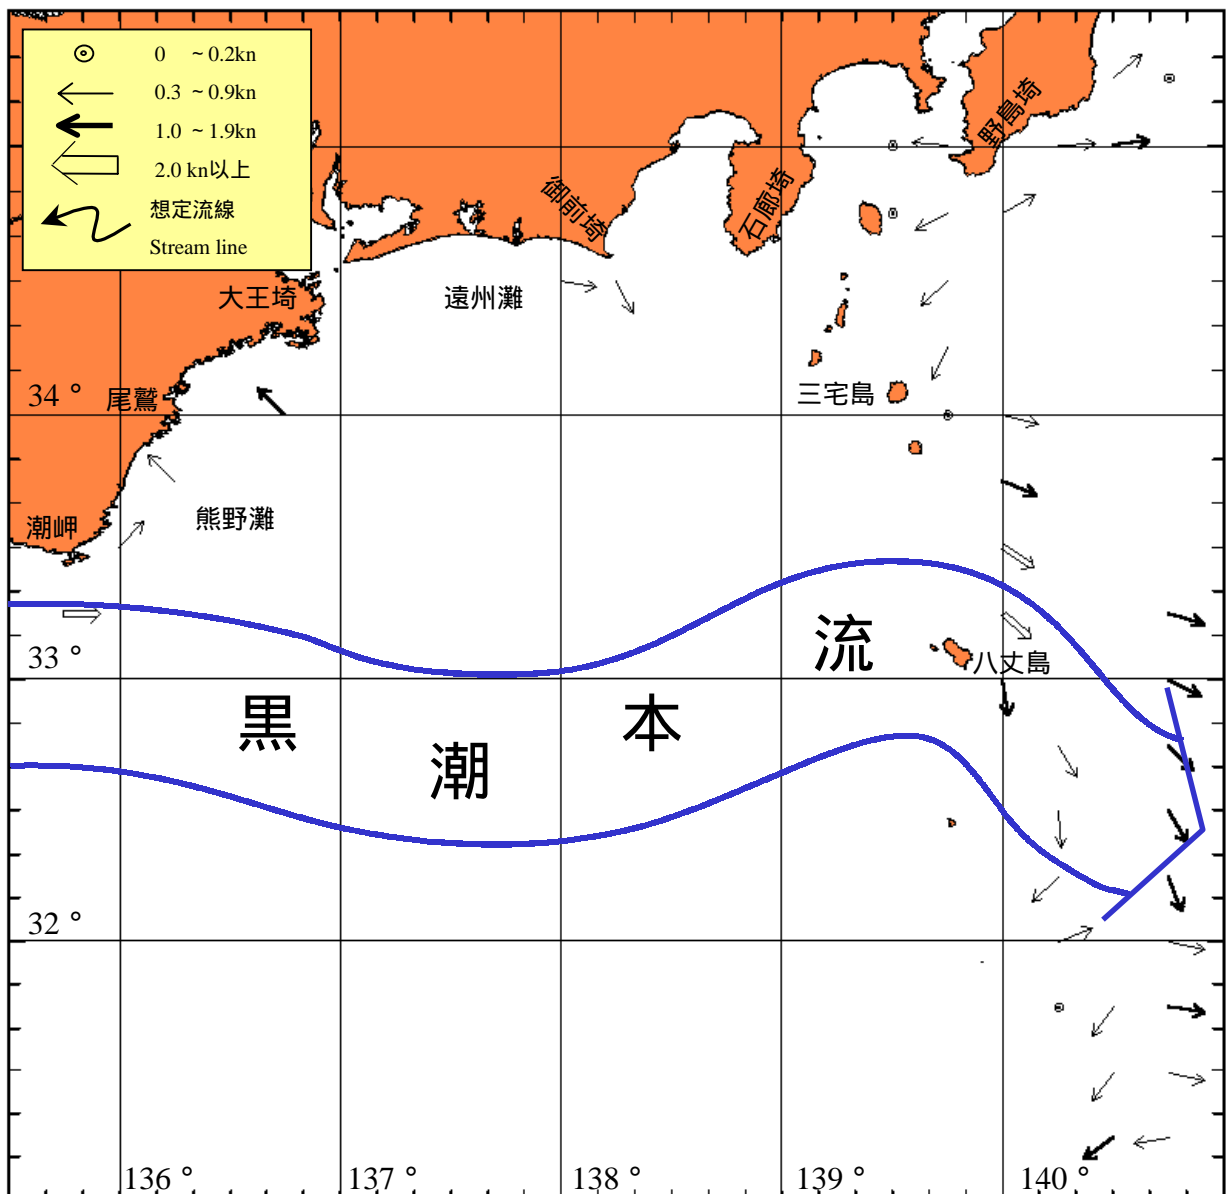 0 ~ 0.2kn
0.3 ~ 0.9kn
1.0 ~ 1.9kn
2.0 kn以上
想定流線
Stream line
野島埼
御前埼
石廊埼
大王埼
遠州灘
34 °
尾鷲
三宅島
潮岬
熊野灘
33 °
八丈島
黒潮本流
32 °
136 °
137 °
138 °
139 °
140 °